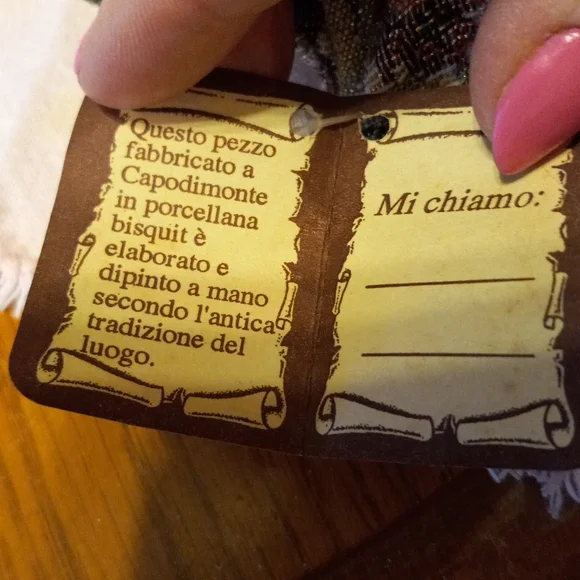 Questo pezzo
fabbricato a
Capodimonte
in porcellana
bisquit è
elaborato e
dipinto a mano
secondo l'antica
tradizione del
luogo.
Mi chiamo: